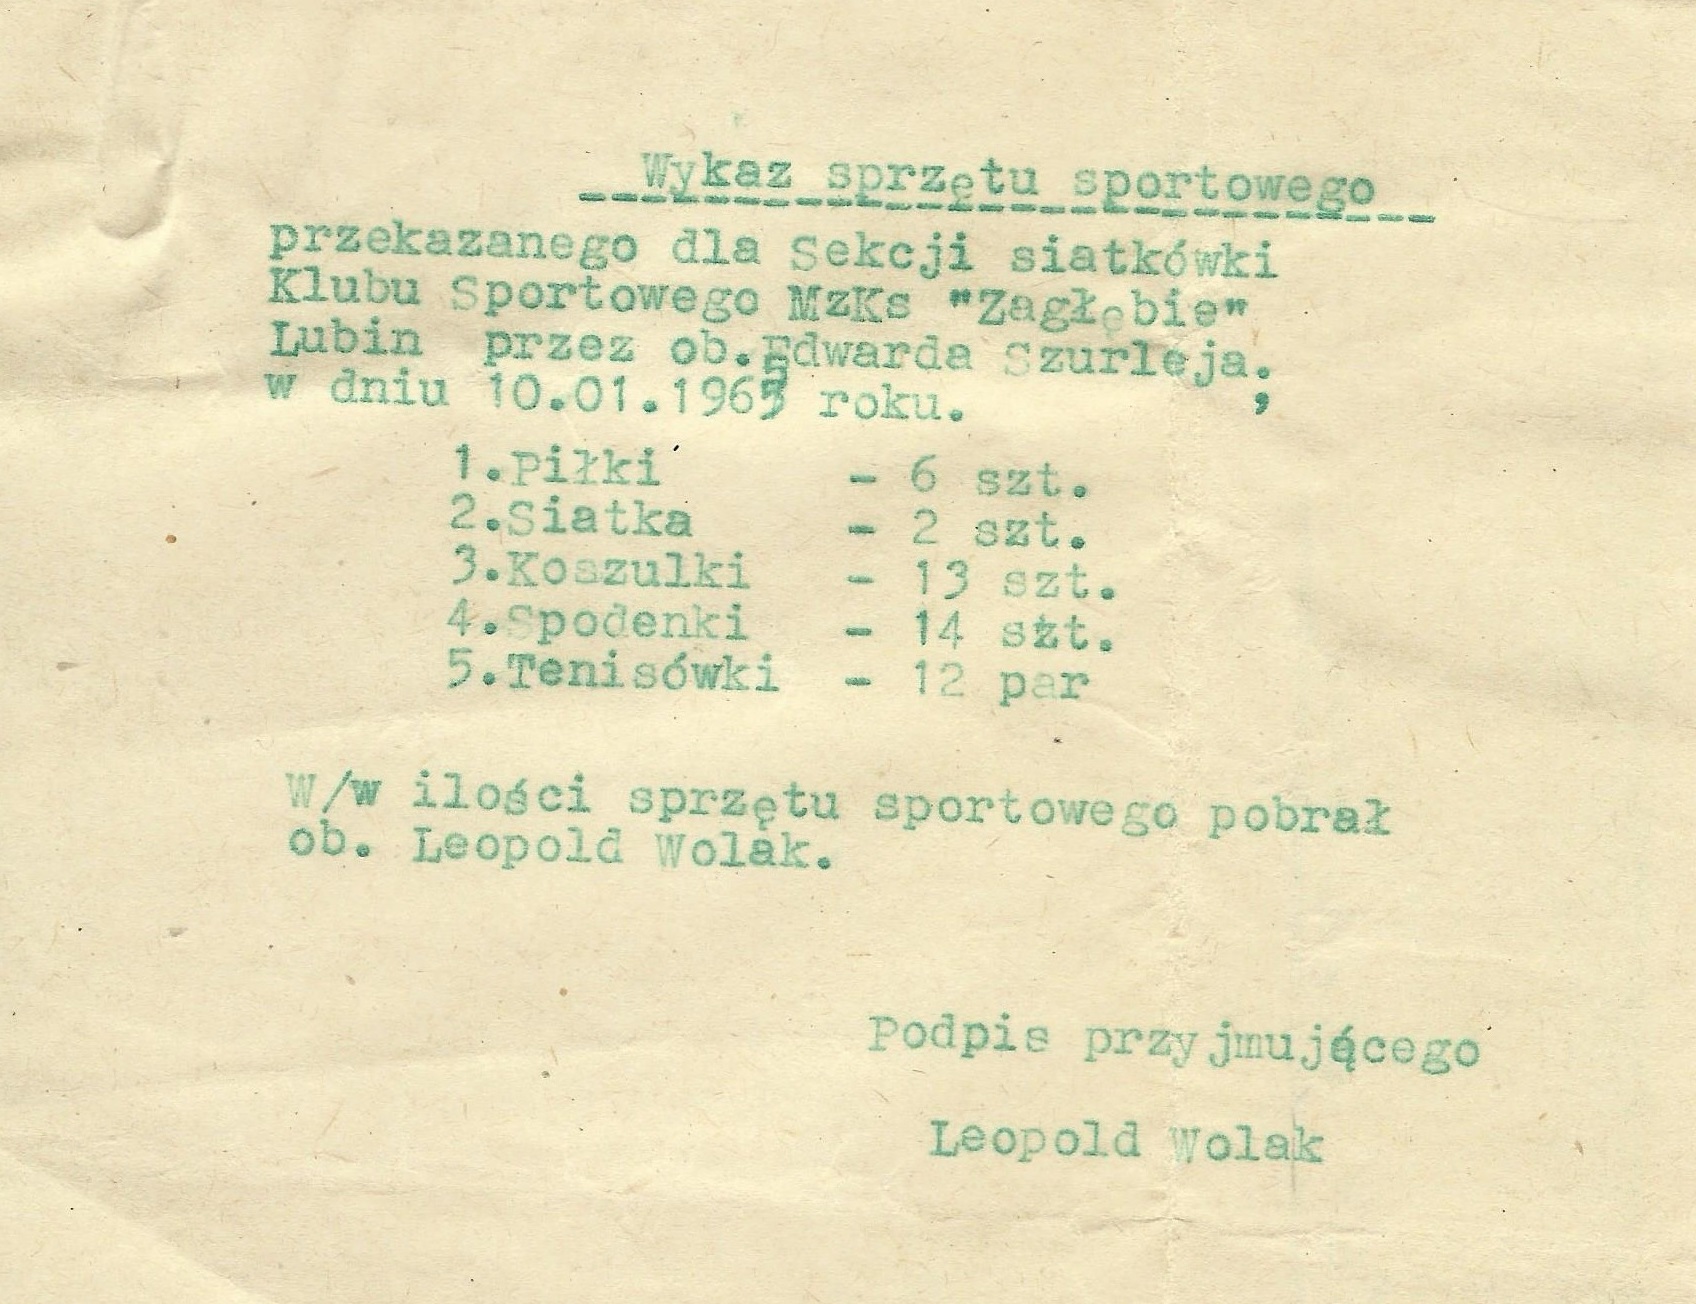 Wykaz sprzętu sportowego
przekazanego dla Sekcji siatkówki
Klubu Sportowego MzKs "Zagłębie"
Lubin przez ob.Edwarda Szurleja.,
w dniu 10.01.1965 roku.
1.Piłki - 6 szt.
2.Siatka - 2 szt.
3.Koszulki - 13 szt.
4.Spodenki - 14 szt.
5.Tenisówki - 12 par
W/w ilości sprzętu sportowego pobrał
ob. Leopold Wolak.
Podpis przyjmującego
Leopold Wolak